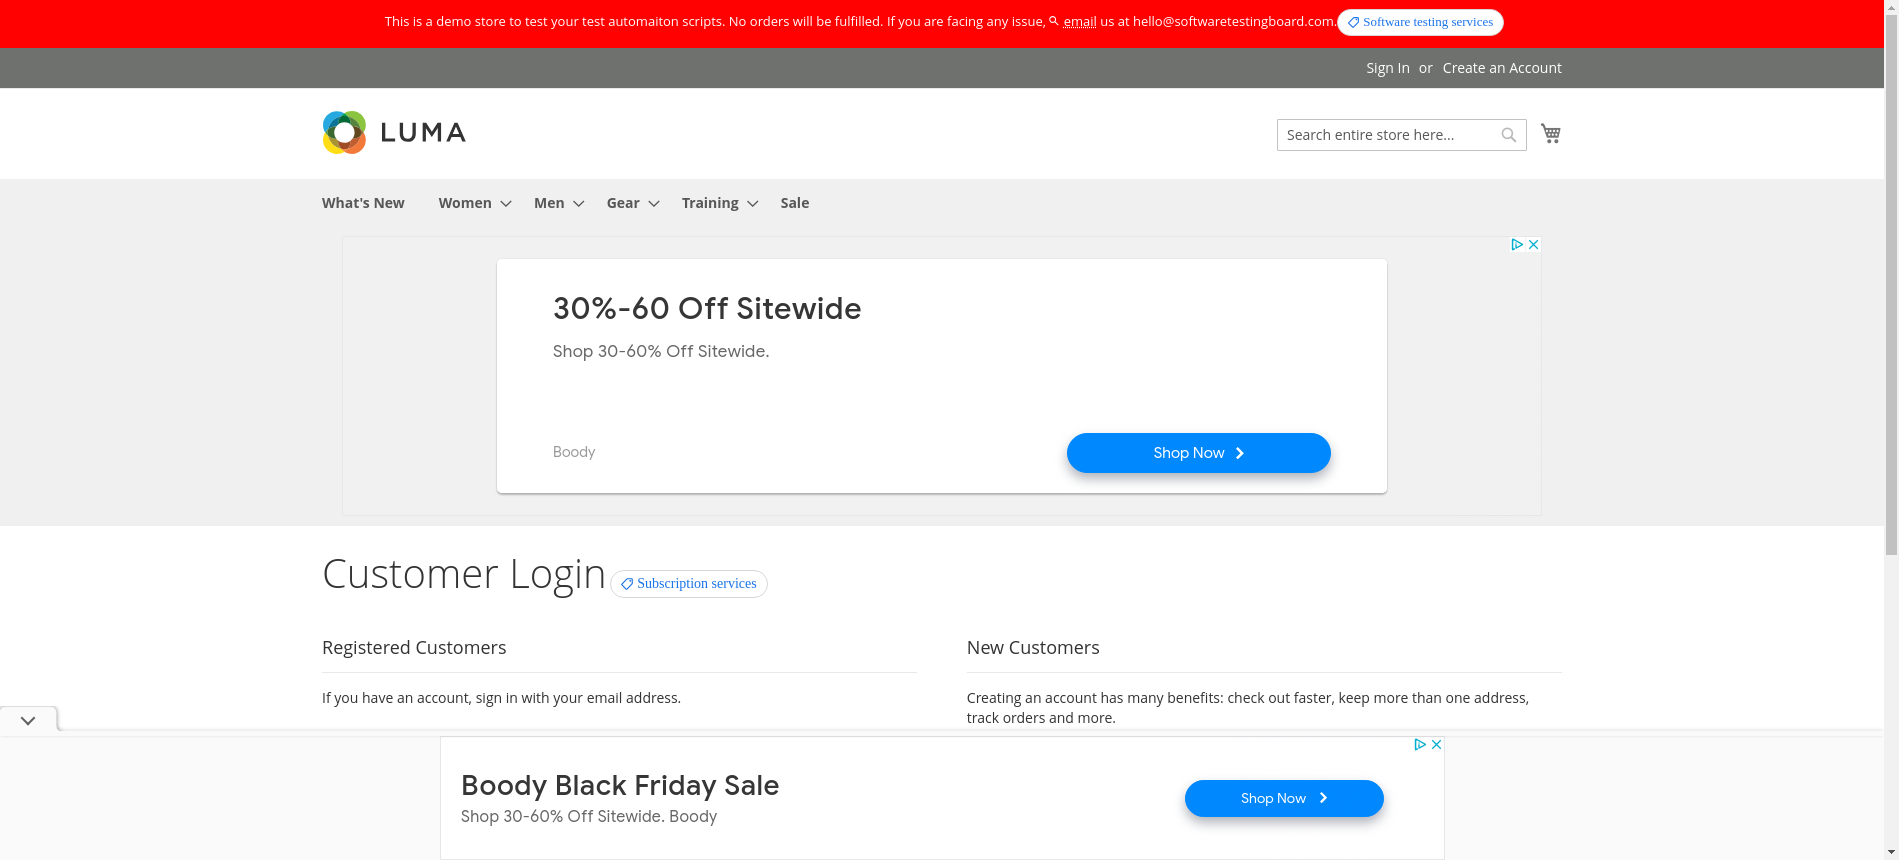 This is a demo store to test your test automaiton scripts. No orders will be fulfilled. If you are facing any issue, email us at hello@softwaretestingboard.com. Software testing services
Sign In or Create an Account
LUMA
Search entire store here...
What's New Women Men Gear Training Sale
30%-60 Off Sitewide
Shop 30-60% Off Sitewide.
Boody
Shop Now
Customer Login
Subscription services
Registered Customers
If you have an account, sign in with your email address.
New Customers
Creating an account has many benefits: check out faster, keep more than one address,
track orders and more.
Boody Black Friday Sale
Shop 30-60% Off Sitewide. Boody
Shop Now